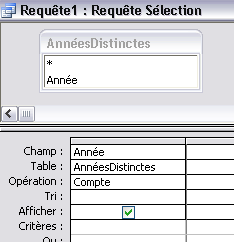 Requête1 : Requête Sélection
AnnéesDistinctes
*
Année
Champ : Année
Table : AnnéesDistinctes
Opération : Compte
Tri :
Afficher :
Critères :
Ou :